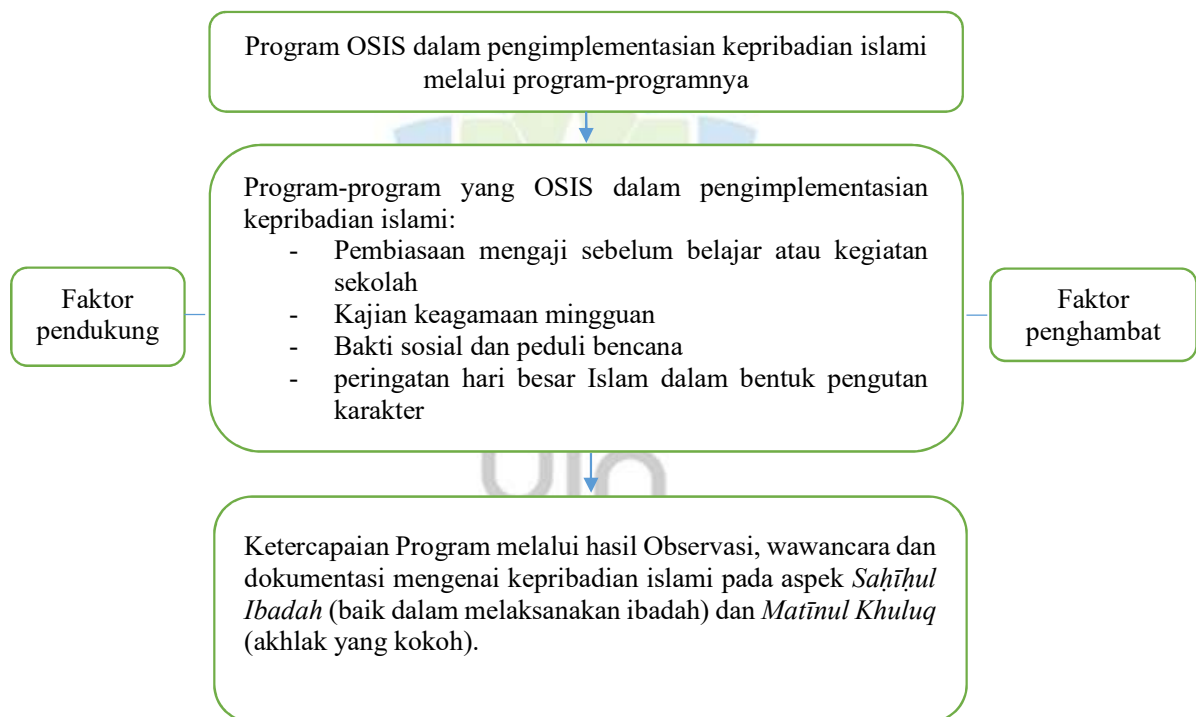 Program OSIS dalam pengimplementasian kepribadian islami
melalui program-programnya
Program-program yang OSIS dalam pengimplementasian
kepribadian islami:
- Pembiasaan mengaji sebelum belajar atau kegiatan
sekolah
- Kajian keagamaan mingguan
- Bakti sosial dan peduli bencana
- peringatan hari besar Islam dalam bentuk pengutan
karakter
Faktor
pendukung
Faktor
penghambat
uin
Ketercapaian Program melalui hasil Observasi, wawancara dan
dokumentasi mengenai kepribadian islami pada aspek Saḥīḥul
Ibadah (baik dalam melaksanakan ibadah) dan Matīnul Khuluq
(akhlak yang kokoh).